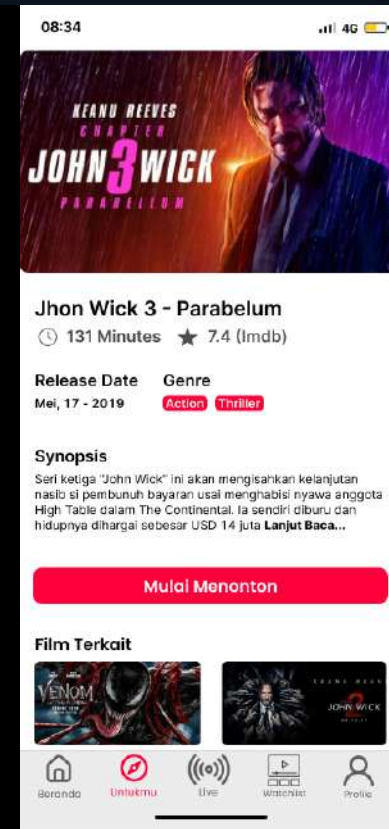 08:34
4G
KEANU REEVES
CHAPTER
JOHN 3 WICK
PARABELLUM
Jhon Wick 3 - Parabelum
131 Minutes 7.4 (Imdb)
Release Date Genre
Mei, 17 - 2019 Action Thriller
Synopsis
Seri ketiga "John Wick" ini akan mengisahkan kelanjutan
nasib si pembunuh bayaran usai menghabisi nyawa anggota
High Table dalam The Continental. Ia sendiri diburu dan
hidupnya dihargai sebesar USD 14 juta Lanjut Baca...
Mulai Menonton
Film Terkait
VENOM
JOHN WICK
Beranda Untukmu Live Watchlist Profile